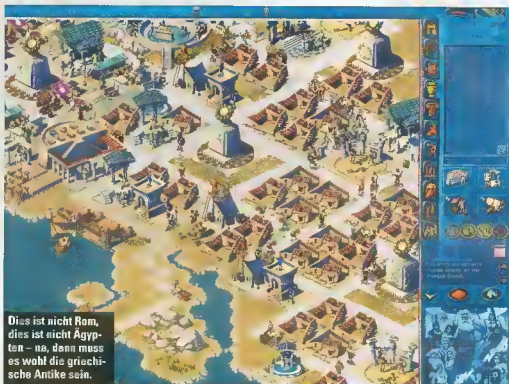 Dies ist nicht Rom,
dies ist nicht Ägyp-
ten – na, dann muss
es wohl die griechi-
sche Antike sein.